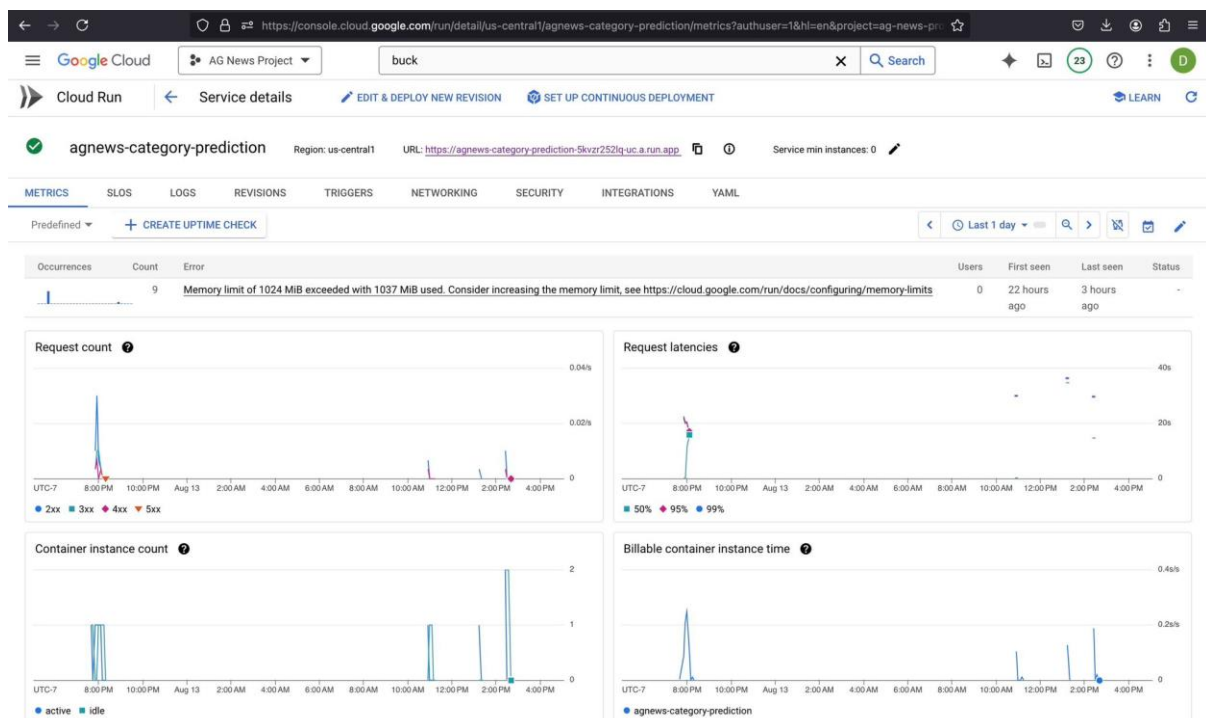 https://console.cloud.google.com/run/detail/us-central1/agnews-category-prediction/metrics?authuser=1&hl=en&project=ag-news-pr
Google Cloud AG News Project buck Search 23 D
Cloud Run Service details EDIT & DEPLOY NEW REVISION SET UP CONTINUOUS DEPLOYMENT LEARN
agnews-category-prediction Region: us-central1 URL: https://agnews-category-prediction-5kvzr252lq-uc.a.run.app Service min instances: 0
METRICS SLOS LOGS REVISIONS TRIGGERS NETWORKING SECURITY INTEGRATIONS YAML
Predefined + CREATE UPTIME CHECK Last 1 day
Occurrences Count Error Users First seen Last seen Status
9 Memory limit of 1024 MiB exceeded with 1037 MiB used. Consider increasing the memory limit, see https://cloud.google.com/run/docs/configuring/memory-limits 0 22 hours 3 hours -
ago ago
Request count
0.04/s
0.02/s
0
UTC-7 8:00 PM 10:00 PM Aug 13 2:00 AM 4:00 AM 6:00 AM 8:00 AM 10:00 AM 12:00 PM 2:00 PM 4:00 PM
2xx 3xx 4xx 5xx
Request latencies
40s
20s
0
UTC-7 8:00 PM 10:00 PM Aug 13 2:00 AM 4:00 AM 6:00 AM 8:00 AM 10:00 AM 12:00 PM 2:00 PM 4:00 PM
50% 95% 99%
Container instance count
2
1
0
UTC-7 8:00 PM 10:00 PM Aug 13 2:00 AM 4:00 AM 6:00 AM 8:00 AM 10:00 AM 12:00 PM 2:00 PM 4:00 PM
active idle
Billable container instance time
0.4s/s
0.2s/s
0
UTC-7 8:00 PM 10:00 PM Aug 13 2:00 AM 4:00 AM 6:00 AM 8:00 AM 10:00 AM 12:00 PM 2:00 PM 4:00 PM
agnews-category-prediction